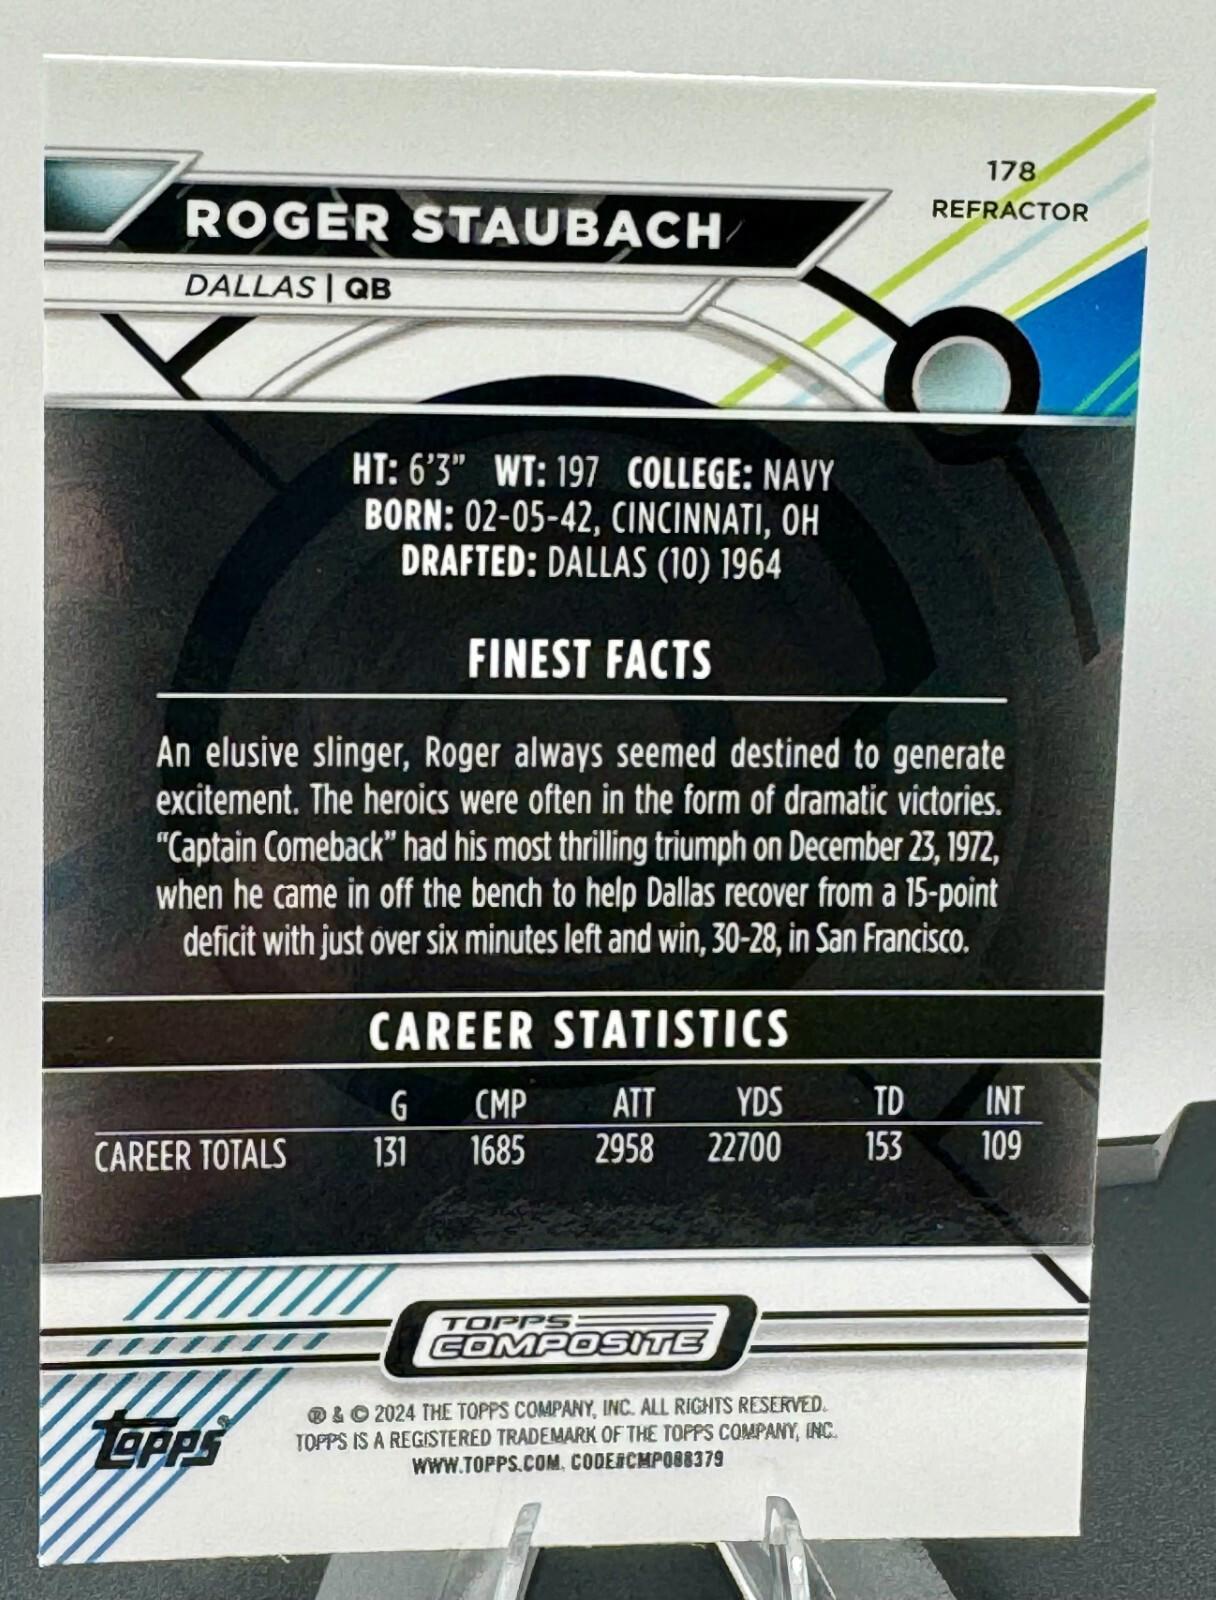 178
REFRACTOR
ROGER STAUBACH
DALLAS | QB
HT: 6'3" WT: 197 COLLEGE: NAVY
BORN: 02-05-42, CINCINNATI, OH
DRAFTED: DALLAS (10) 1964
FINEST FACTS
An elusive slinger, Roger always seemed destined to generate
excitement. The heroics were often in the form of dramatic victories.
"Captain Comeback" had his most thrilling triumph on December 23, 1972,
when he came in off the bench to help Dallas recover from a 15-point
deficit with just over six minutes left and win, 30-28, in San Francisco.
CAREER STATISTICS
G CMP ATT YDS TD INT
CAREER TOTALS 131 1685 2958 22700 153 109
TOPPS
COMPOSITE
Topps®
® & © 2024 THE TOPPS COMPANY, INC. ALL RIGHTS RESERVED.
TOPPS IS A REGISTERED TRADEMARK OF THE TOPPS COMPANY, INC.
WWW.TOPPS.COM. CODE#CMP088379